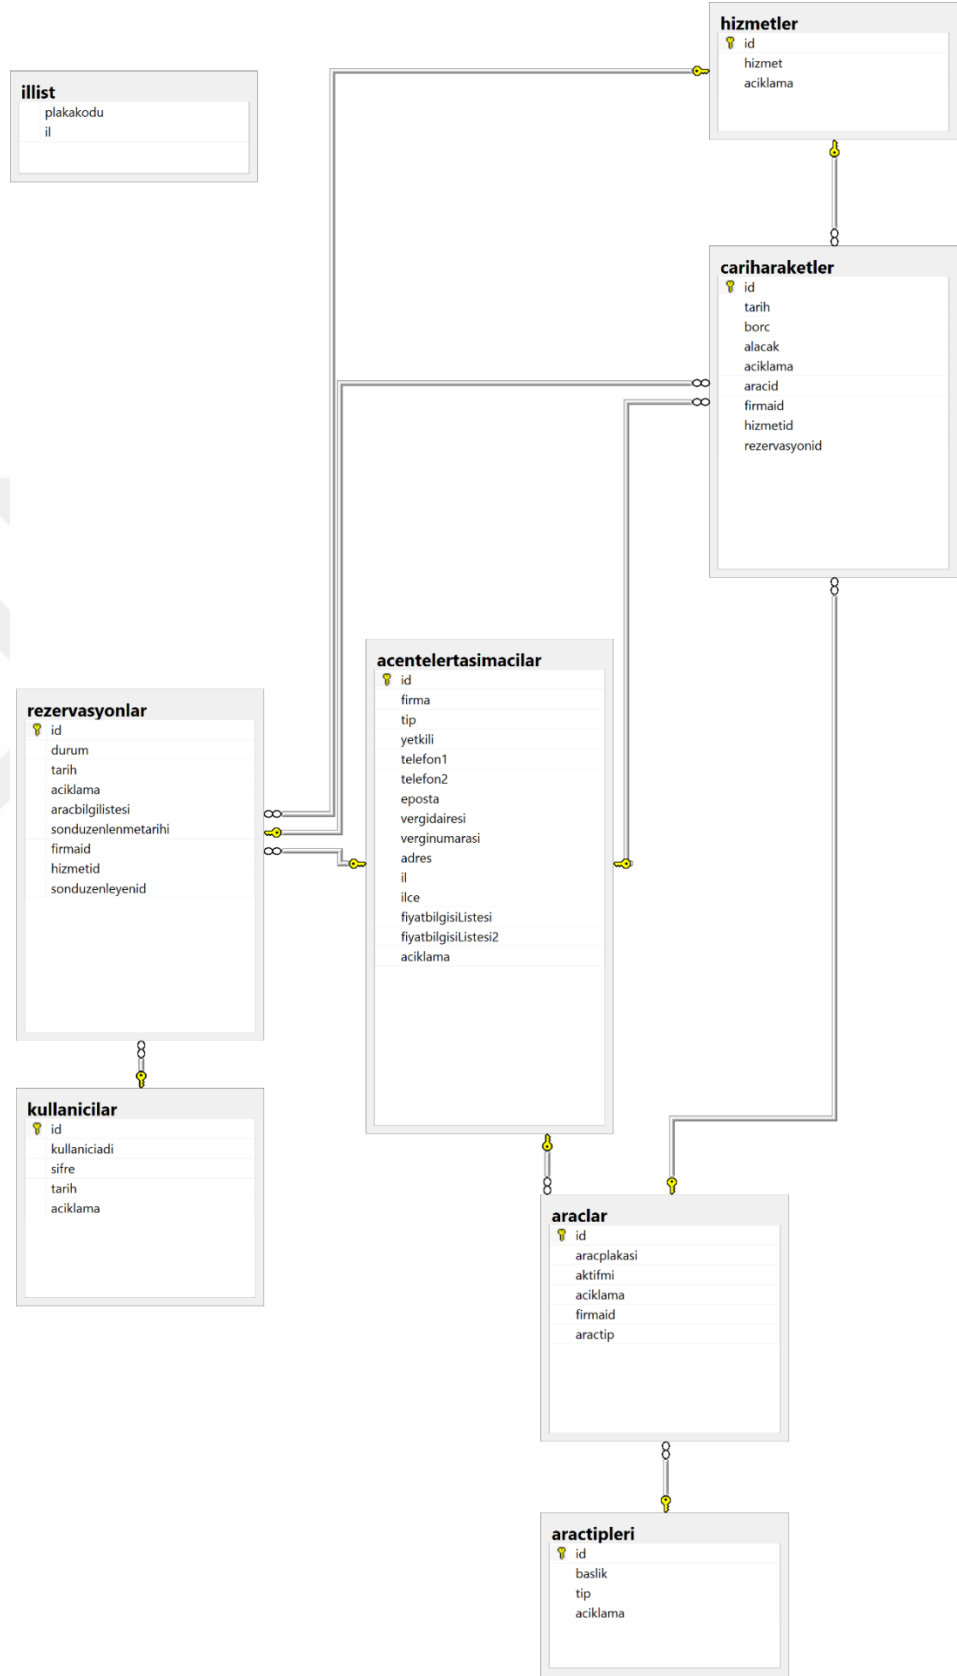 hizmetler
id
hizmet
aciklama
illist
plakakodu
il
cariharaketler
id
tarih
borc
alacak
aciklama
aracid
firmaid
hizmetid
rezervasyonid
acentelertasimacilar
id
firma
tip
yetkili
telefon1
telefon2
eposta
vergidairesi
verginumarasi
adres
il
ilce
fiyatbilgisiListesi
fiyatbilgisiListesi2
aciklama
rezervasyonlar
id
durum
tarih
aciklama
aracbilgilistesi
sonduzenlenmetarihi
firmaid
hizmetid
sonduzenleyenid
kullanicilar
id
kullaniciadi
sifre
tarih
aciklama
araclar
id
aracplakasi
aktifmi
aciklama
firmaid
aractip
aractipleri
id
baslik
tip
aciklama